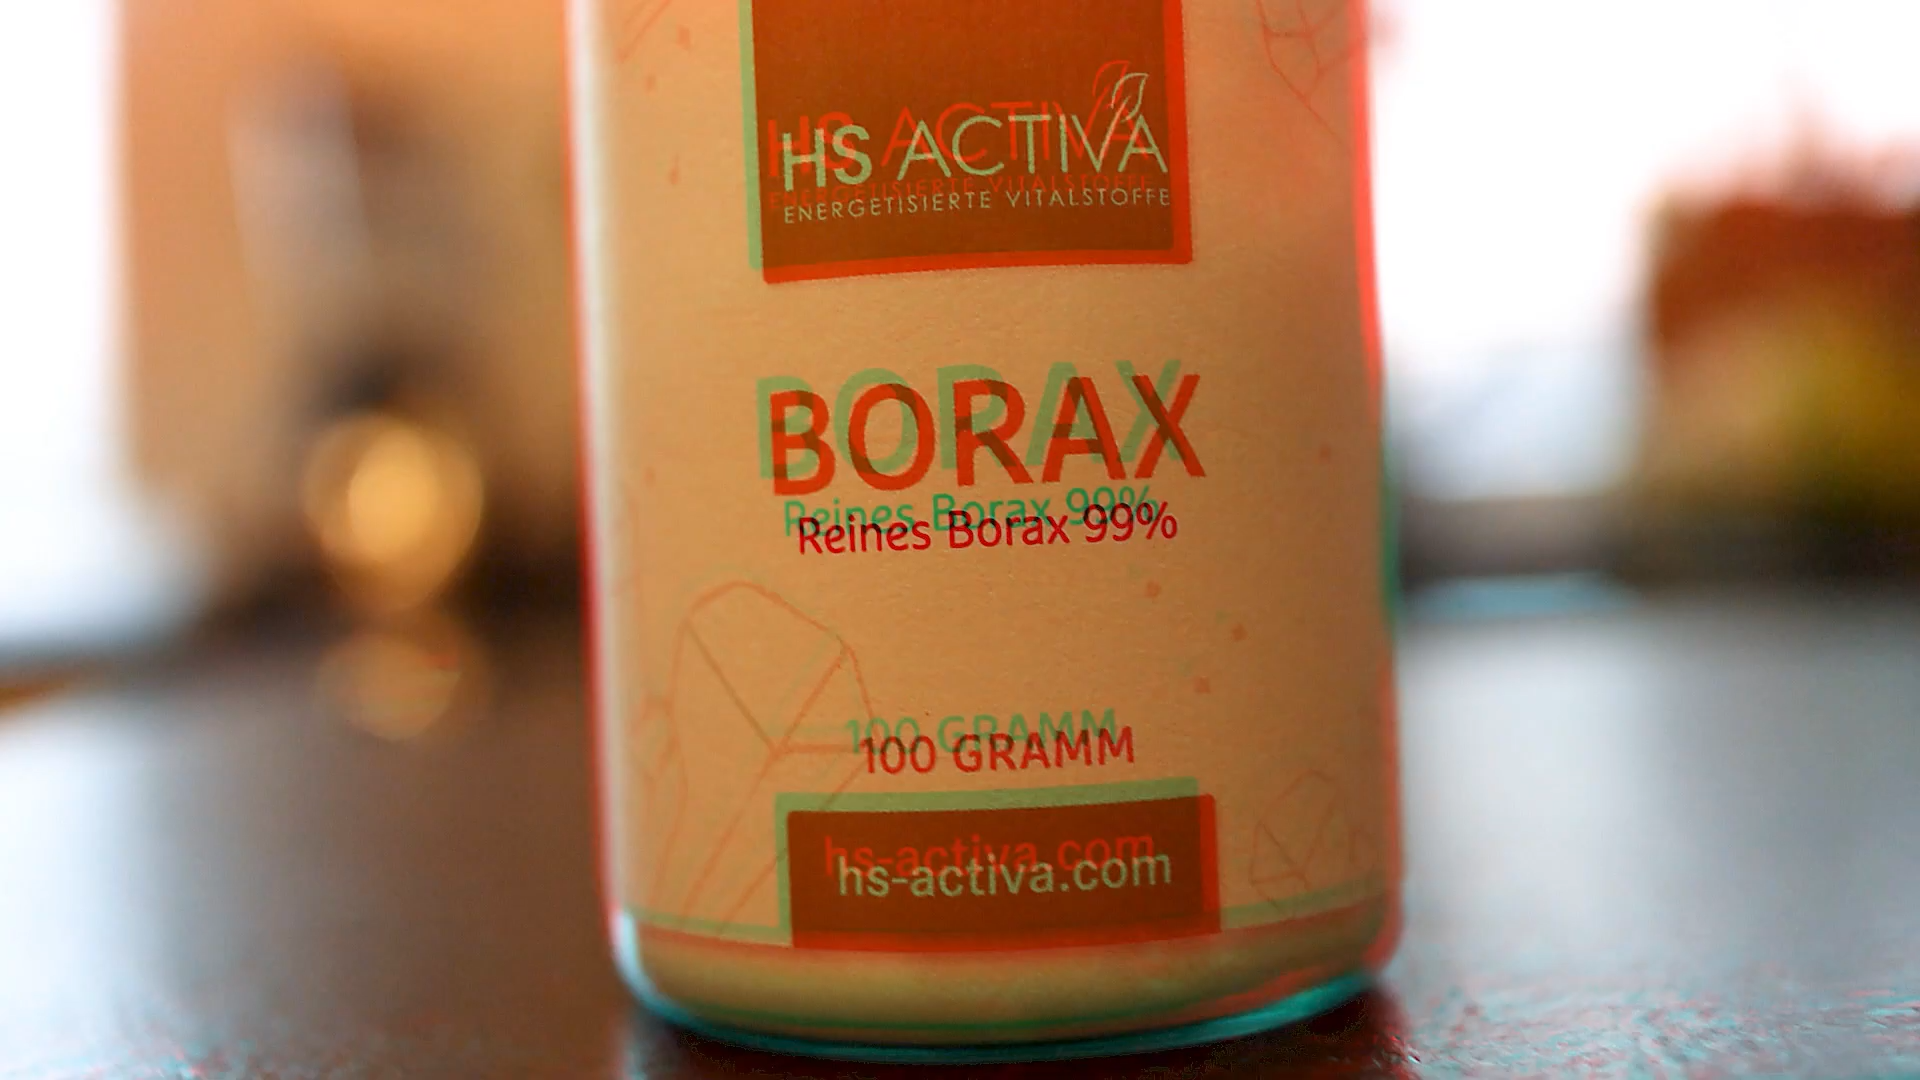 HS ACTIVA
ENERGETISIERTE VITALSTOFFE
BORAX
Reines Borax 99%
100 GRAMM
hs-activa.com